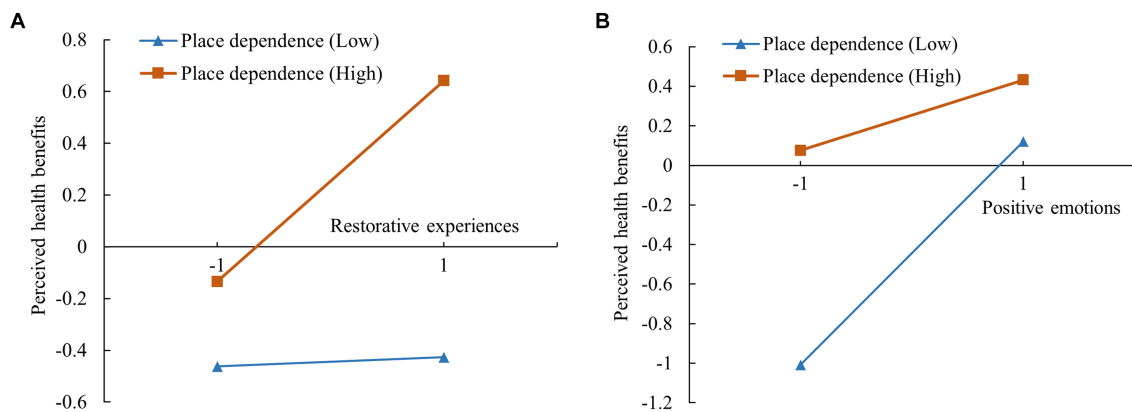 A
Perceived health benefits
0.8
0.6
0.4
0.2
0
-0.2
-0.4
-0.6
Place dependence (Low)
Place dependence (High)
Restorative experiences
-1
1
B
Perceived health benefits
0.6
0.4
0.2
0
-0.2
-0.4
-0.6
-0.8
-1
-1.2
Place dependence (Low)
Place dependence (High)
-1
1
Positive emotions